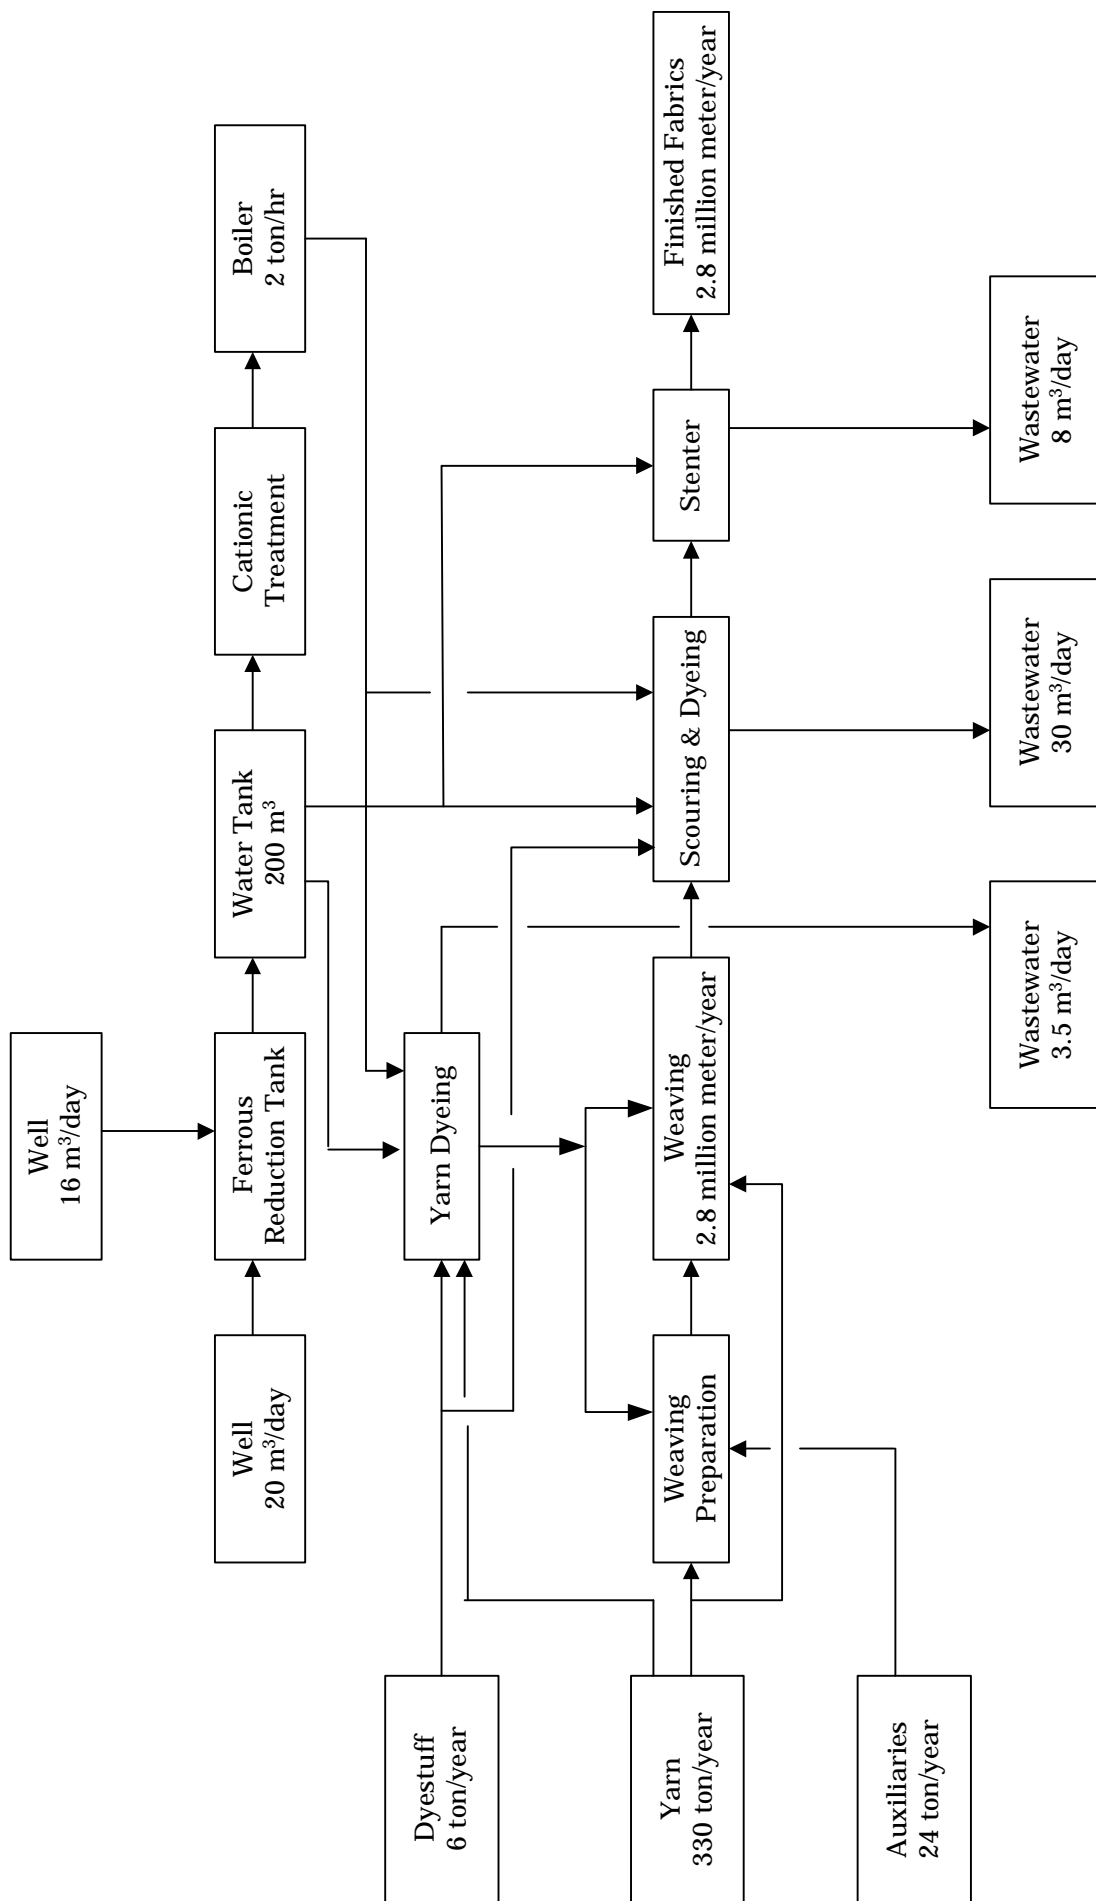 Well
16 m³/day
Well
20 m³/day
Ferrous
Reduction Tank
Water Tank
200 m³
Cationic
Treatment
Boiler
2 ton/hr
Dyestuff
6 ton/year
Yarn Dyeing
Yarn
330 ton/year
Weaving
Preparation
Weaving
2.8 million meter/year
Scouring & Dyeing
Stenter
Finished Fabrics
2.8 million meter/year
Auxiliaries
24 ton/year
Wastewater
3.5 m³/day
Wastewater
30 m³/day
Wastewater
8 m³/day